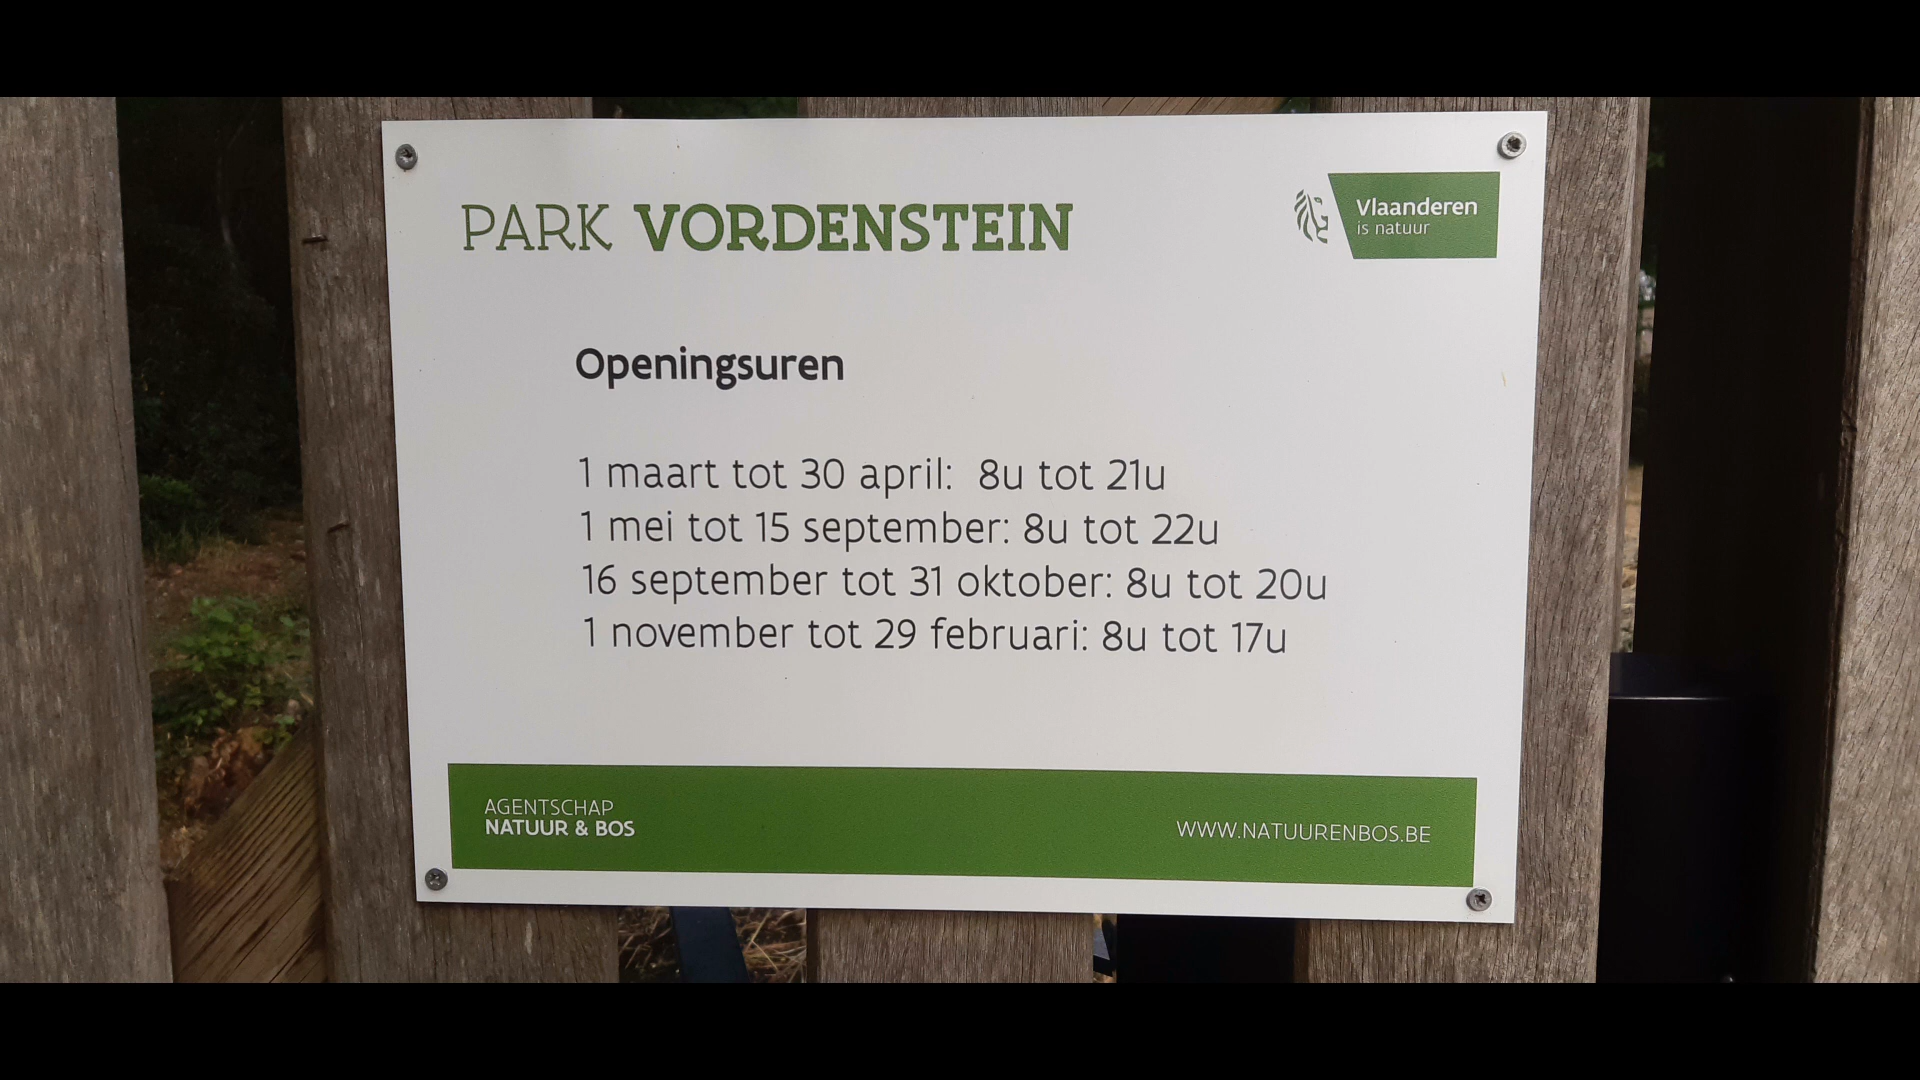 PARK VORDENSTEIN
Vlaanderen
is natuur
Openingsuren
1 maart tot 30 april: 8u tot 21u
1 mei tot 15 september: 8u tot 22u
16 september tot 31 oktober: 8u tot 20u
1 november tot 29 februari: 8u tot 17u
AGENTSCHAP
NATUUR & BOS
WWW.NATUURENBOS.BE